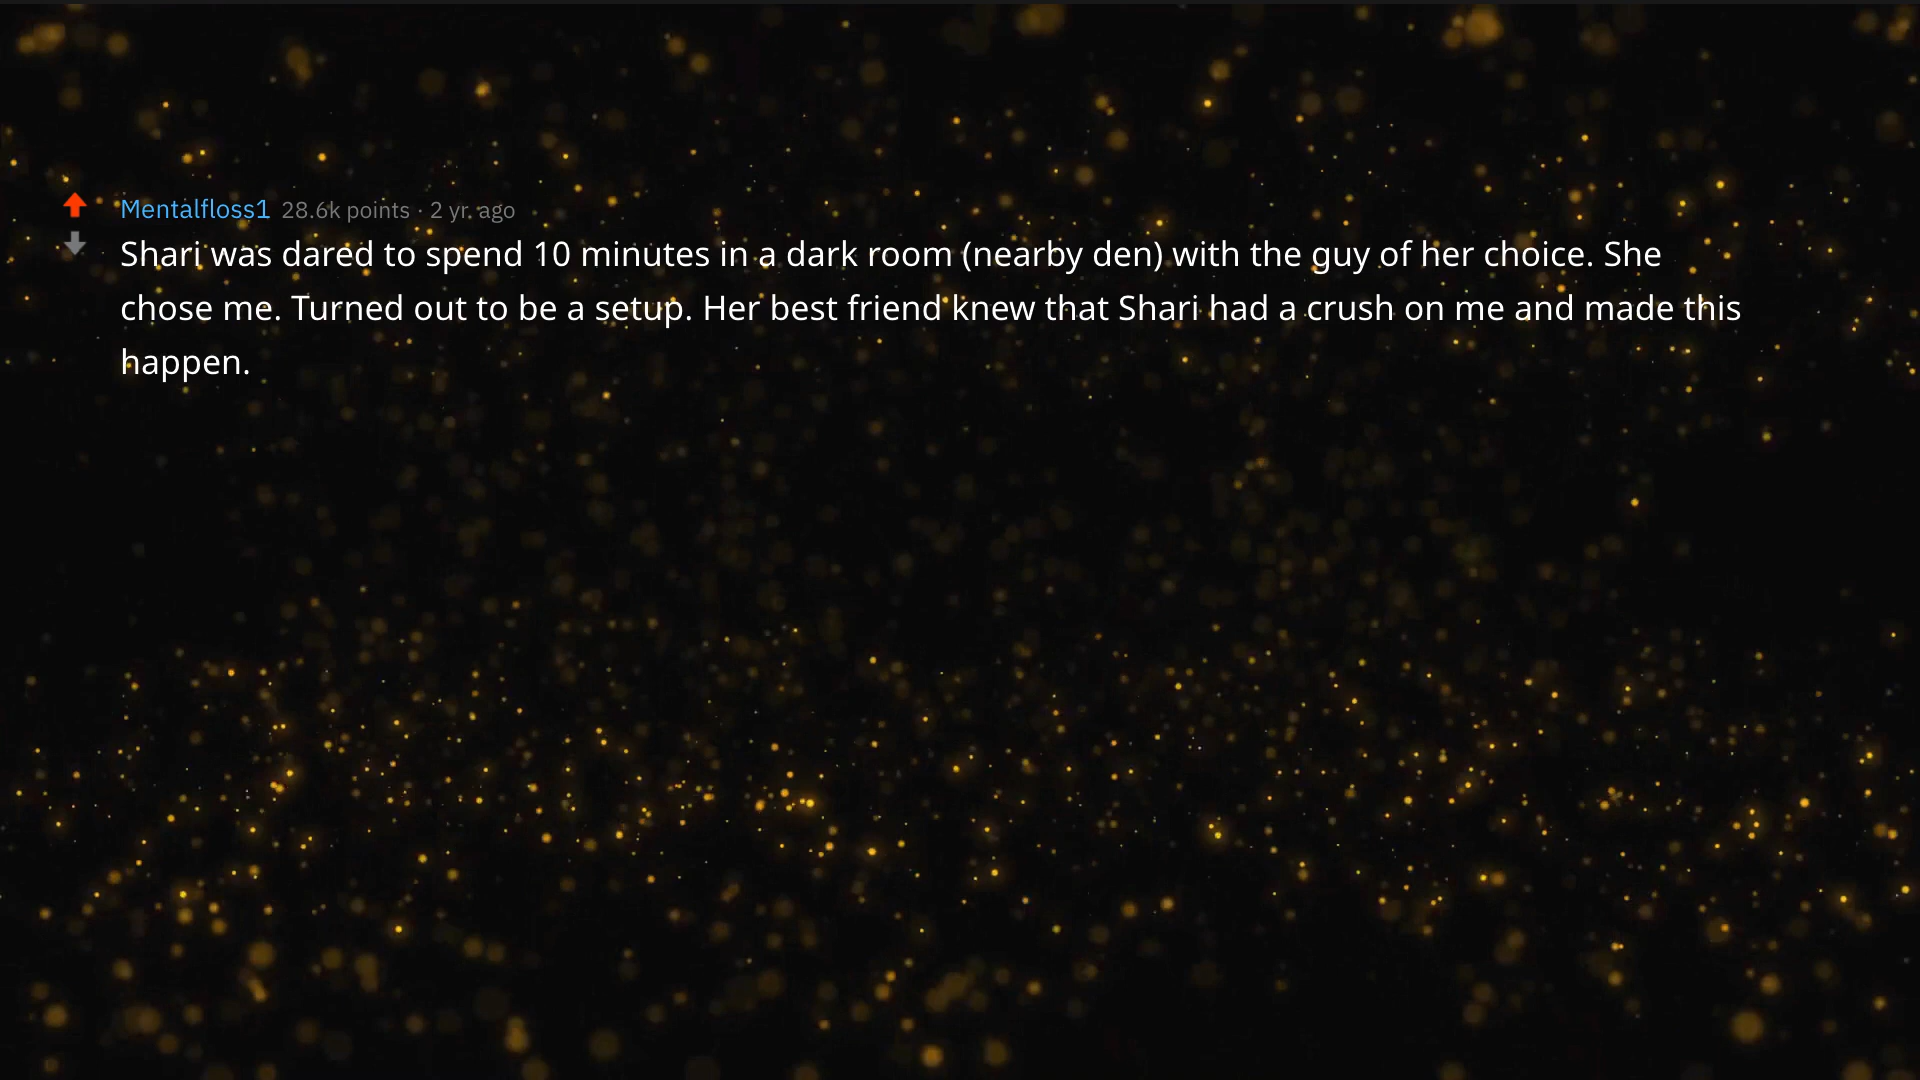 Mentalfloss1 28.6k points · 2 yr. ago
Shari was dared to spend 10 minutes in a dark room (nearby den) with the guy of her choice. She
chose me. Turned out to be a setup. Her best friend knew that Shari had a crush on me and made this
happen.